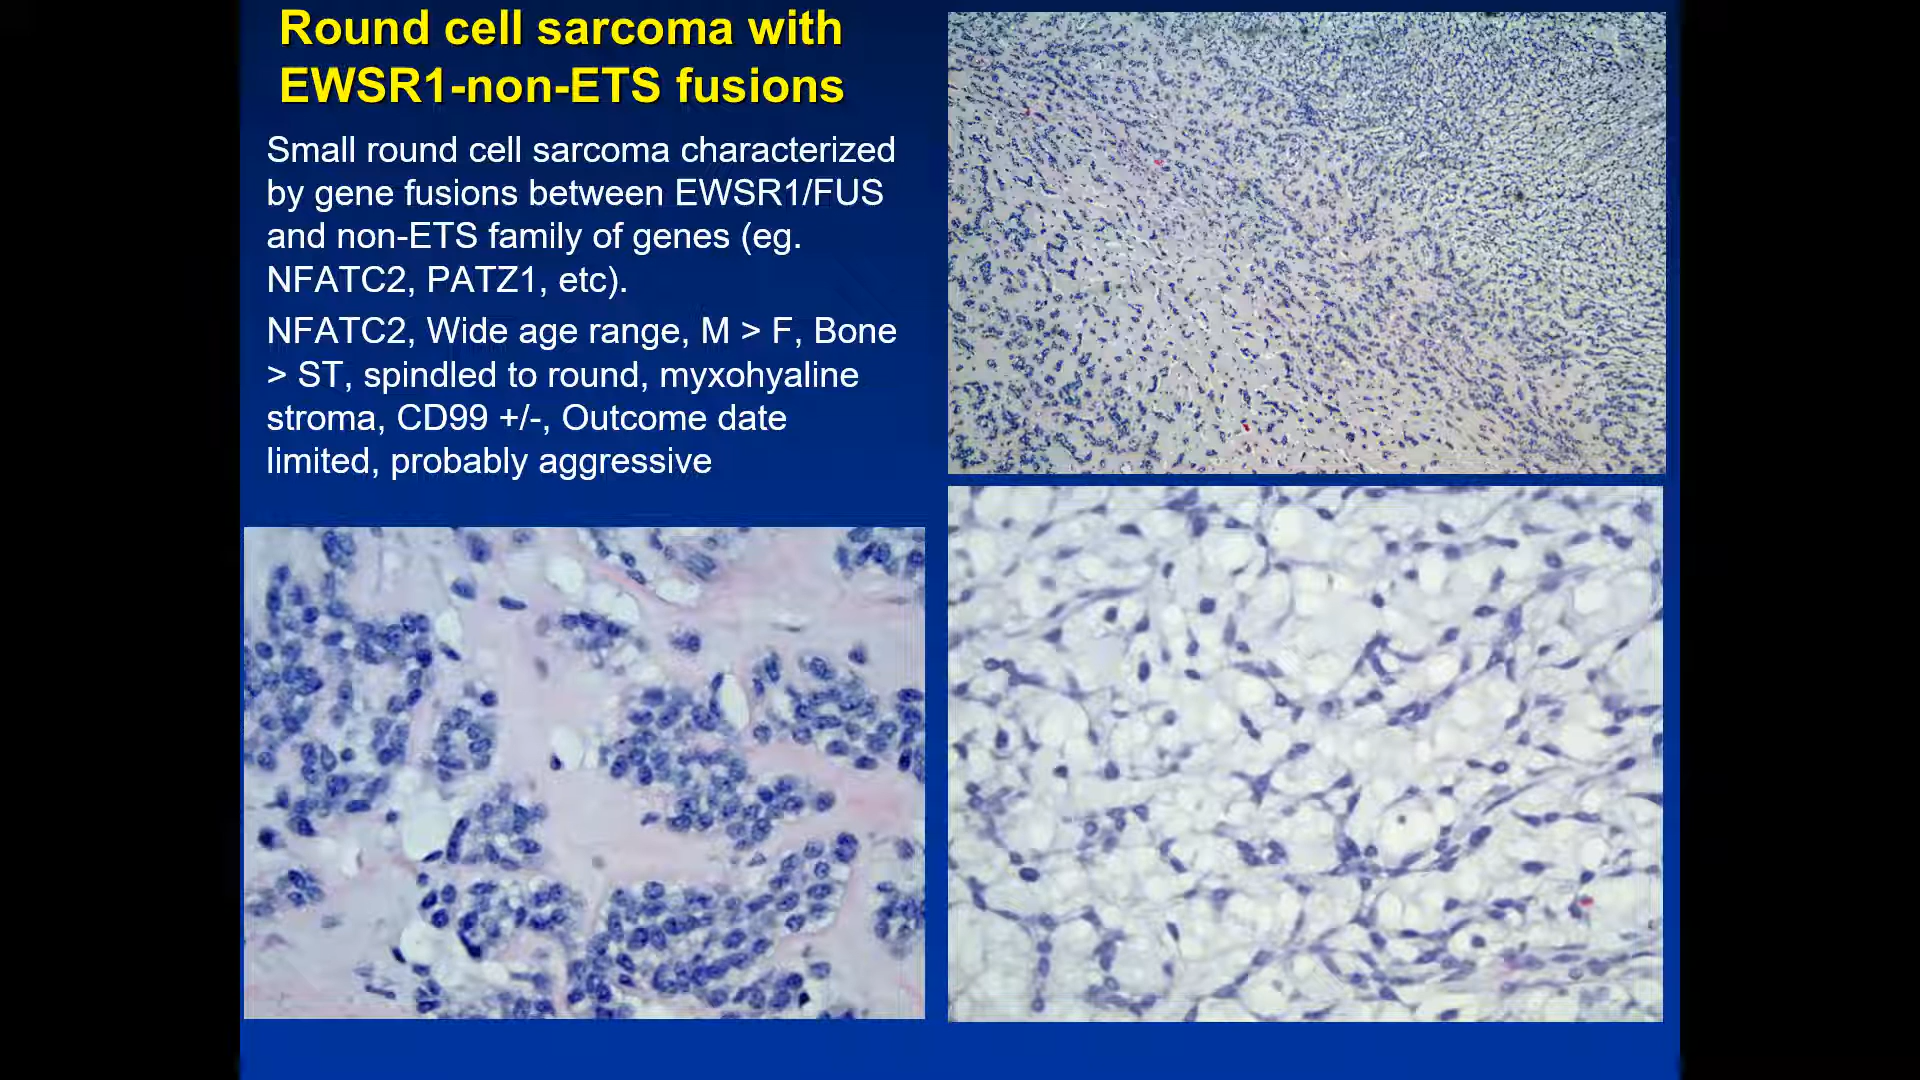 Round cell sarcoma with
EWSR1-non-ETS fusions
Small round cell sarcoma characterized
by gene fusions between EWSR1/FUS
and non-ETS family of genes (eg.
NFATC2, PATZ1, etc).
NFATC2, Wide age range, M > F, Bone
> ST, spindled to round, myxohyaline
stroma, CD99 +/-, Outcome date
limited, probably aggressive